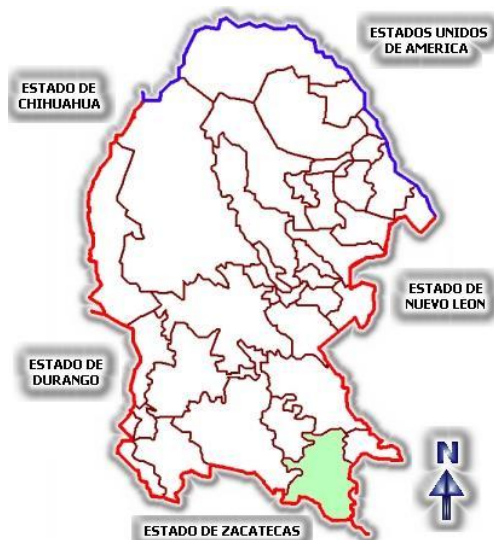 ESTADOS UNIDOS
DE AMERICA
ESTADO DE
CHIHUAHUA
ESTADO DE
NUEVO LEON
ESTADO DE
DURANGO
N
ESTADO DE ZACATECAS